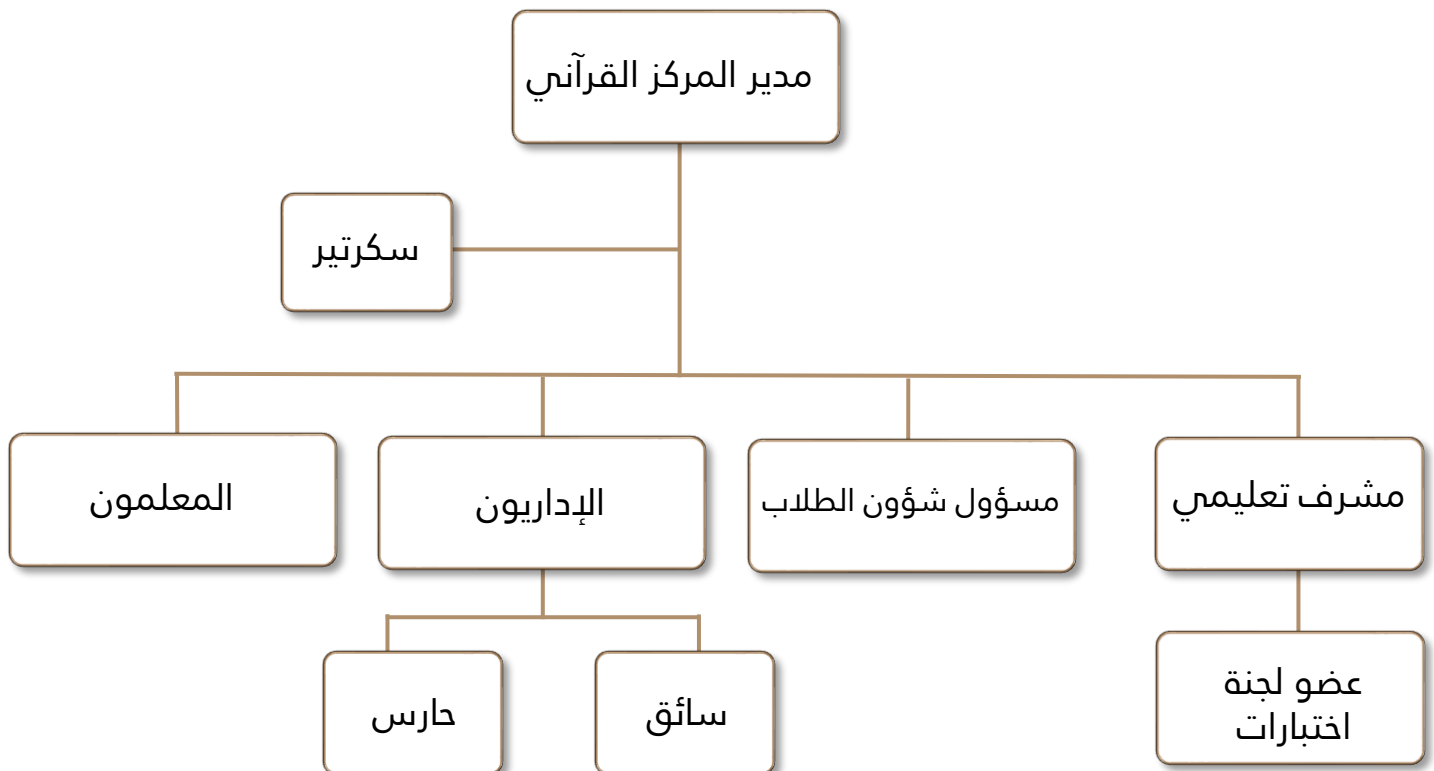 مدير المركز القرآني
سكرتير
مشرف تعليمي
مسؤول شؤون الطلاب
الإداريون
المعلمون
عضو لجنة
اختبارات
سائق
حارس